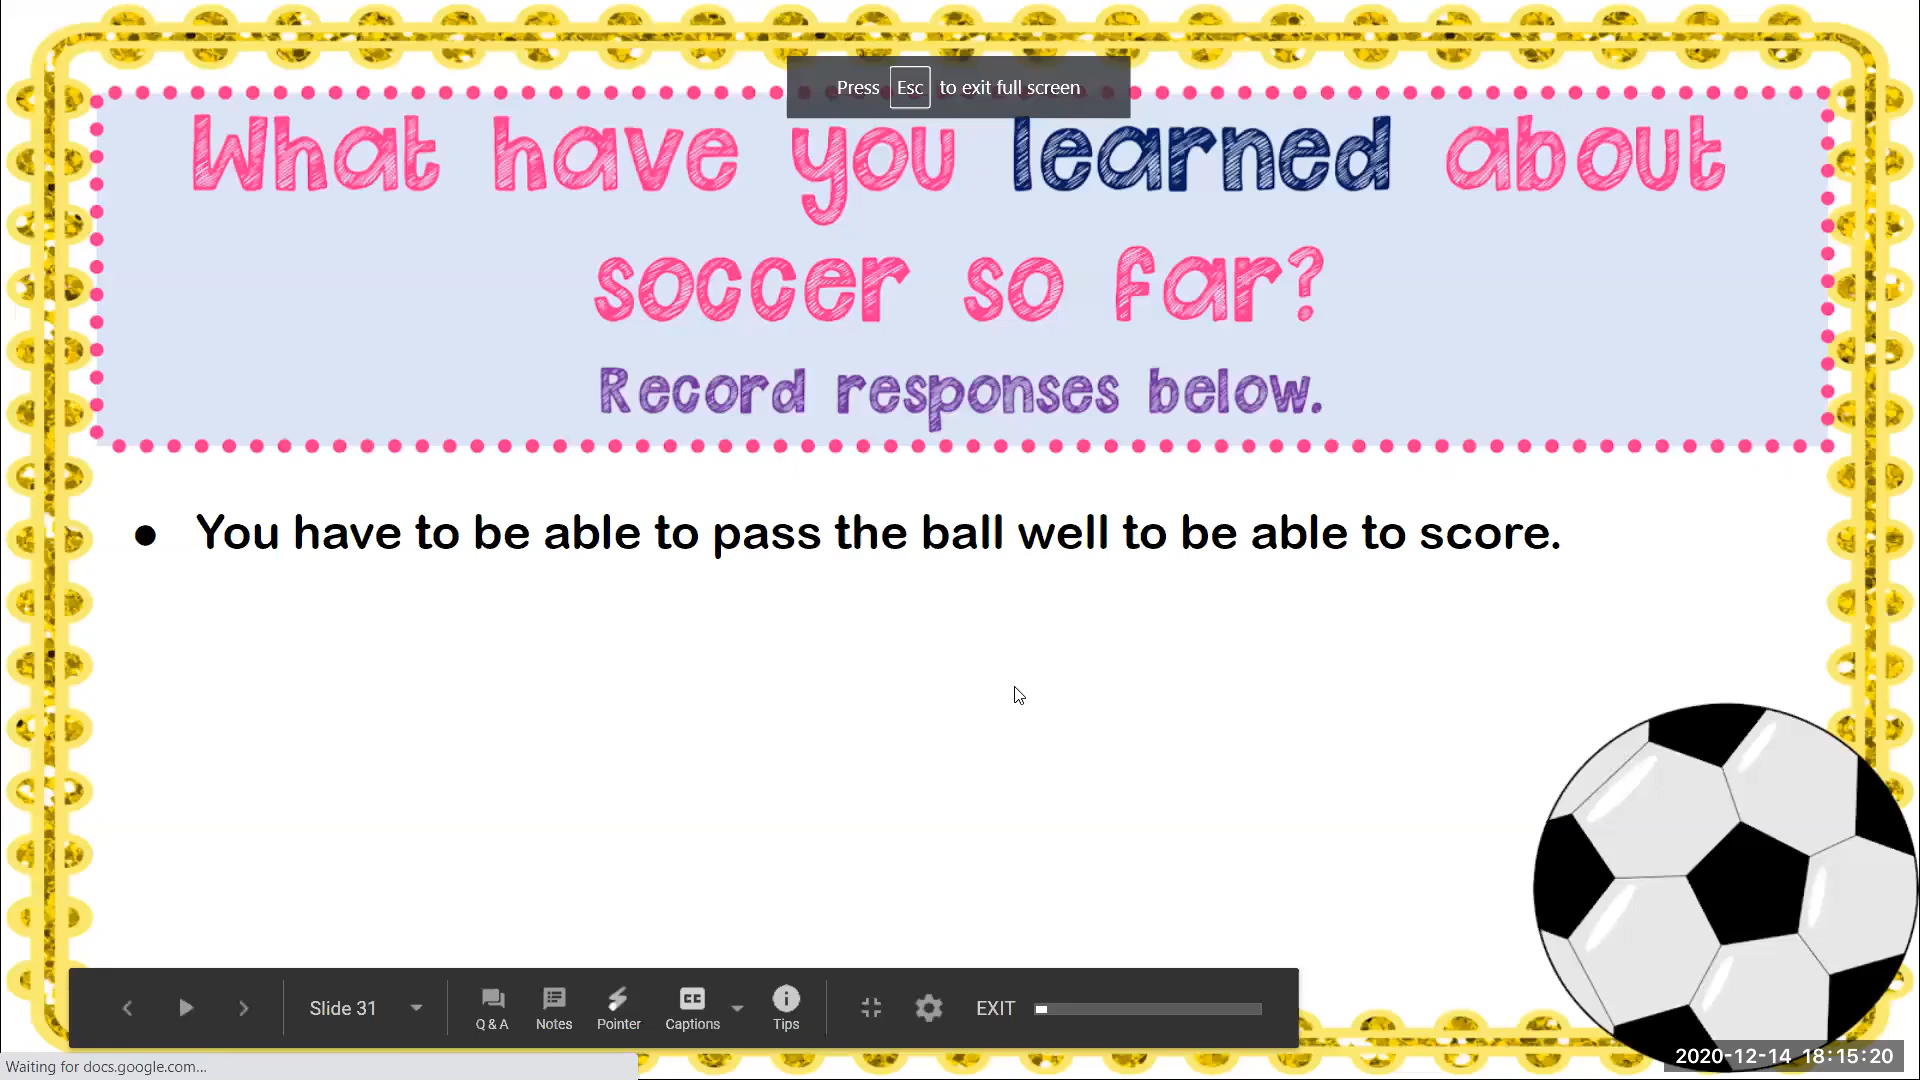 Press Esc to exit full screen
What have you learned about
soccer so far?
Record responses below.
● You have to be able to pass the ball well to be able to score.
Slide 31
Q & A
Notes
Pointer
CC
Captions
Tips
EXIT
Waiting for docs.google.com...
2020-12-14 18:15:20